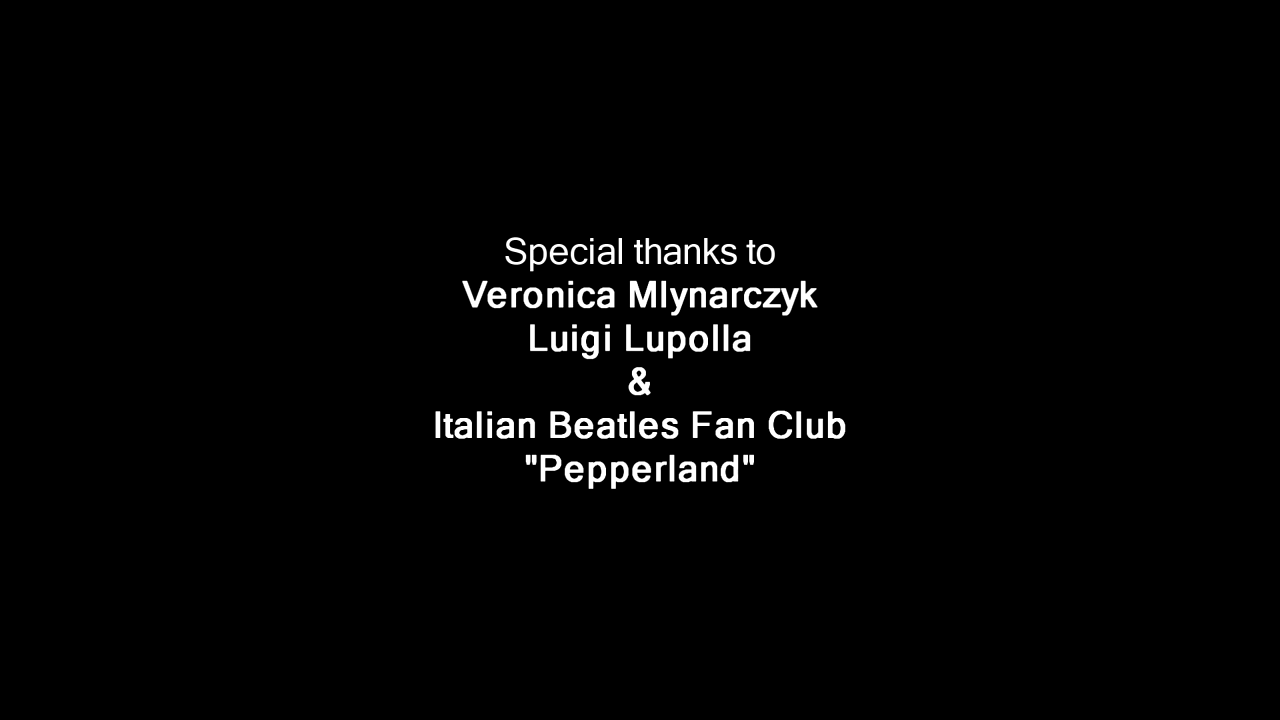 Special thanks to
Veronica Mlynarczyk
Luigi Lupolla
&
Italian Beatles Fan Club
"Pepperland"